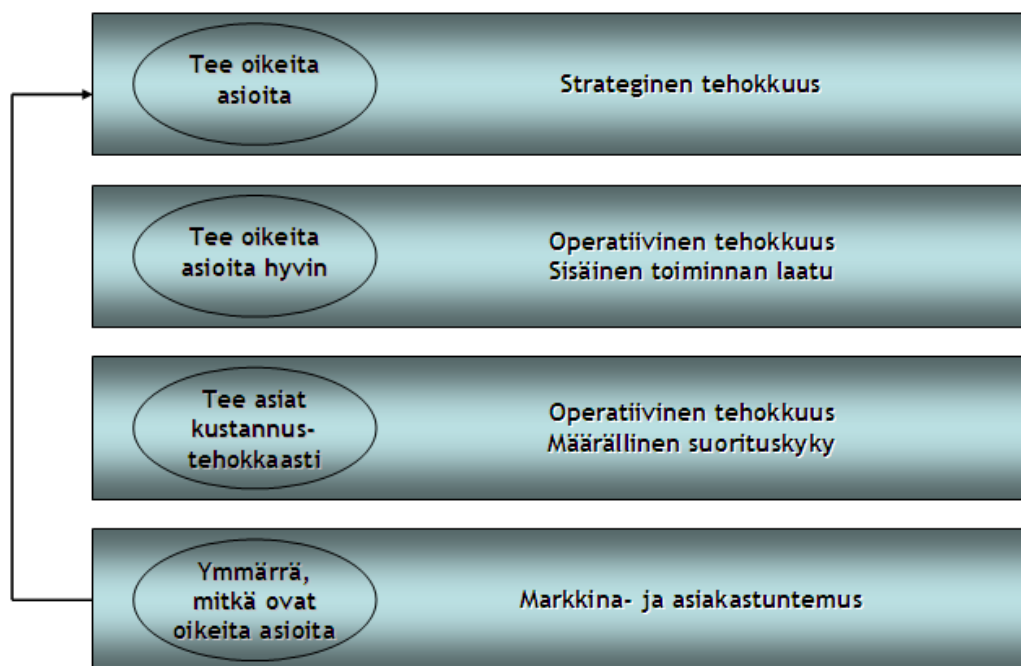 Tee oikeita
asioita
Strateginen tehokkuus
Tee oikeita
asioita hyvin
Operatiivinen tehokkuus
Sisäinen toiminnan laatu
Tee asiat
kustannus-
tehokkaasti
Operatiivinen tehokkuus
Määrällinen suorituskyky
Ymmärrä,
mitkä ovat
oikeita asioita
Markkina- ja asiakastuntemus